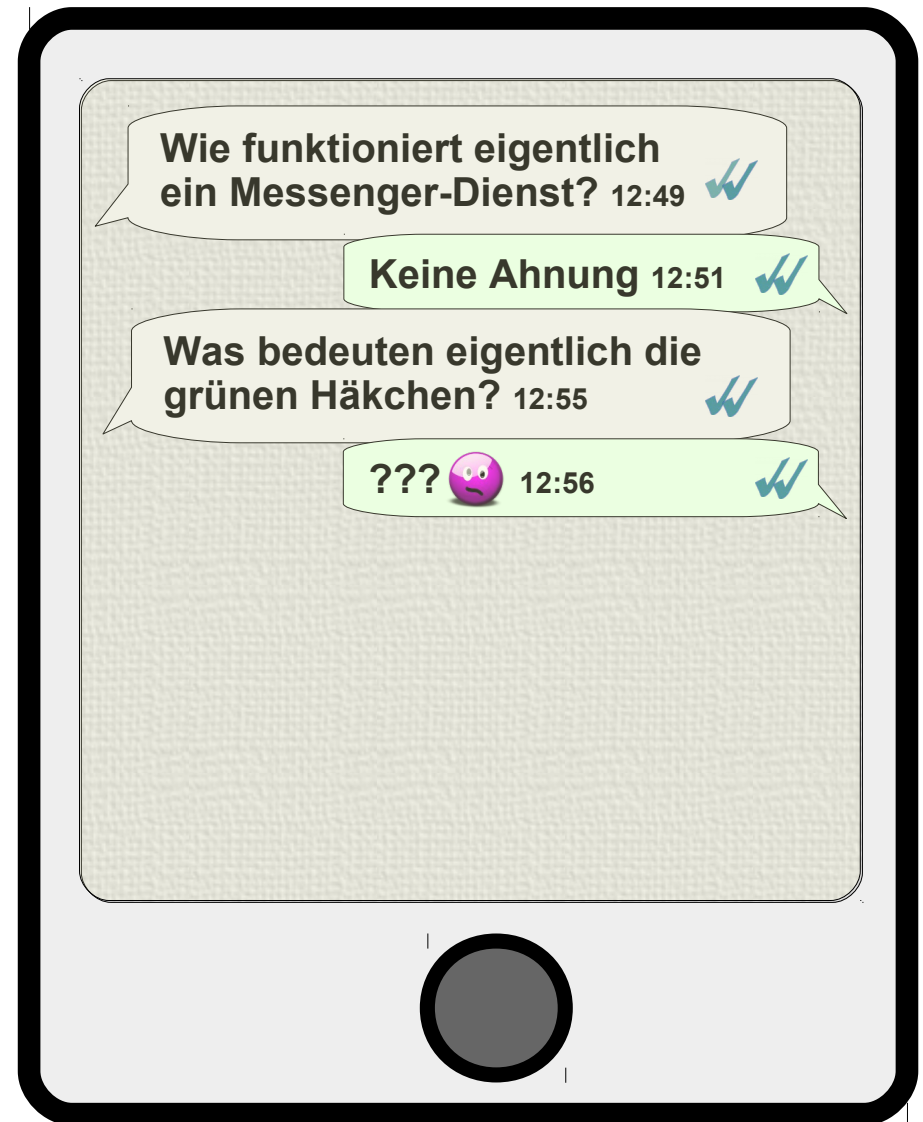 Wie funktioniert eigentlich
ein Messenger-Dienst? 12:49
Keine Ahnung 12:51
Was bedeuten eigentlich die
grünen Häkchen? 12:55
??? 12:56